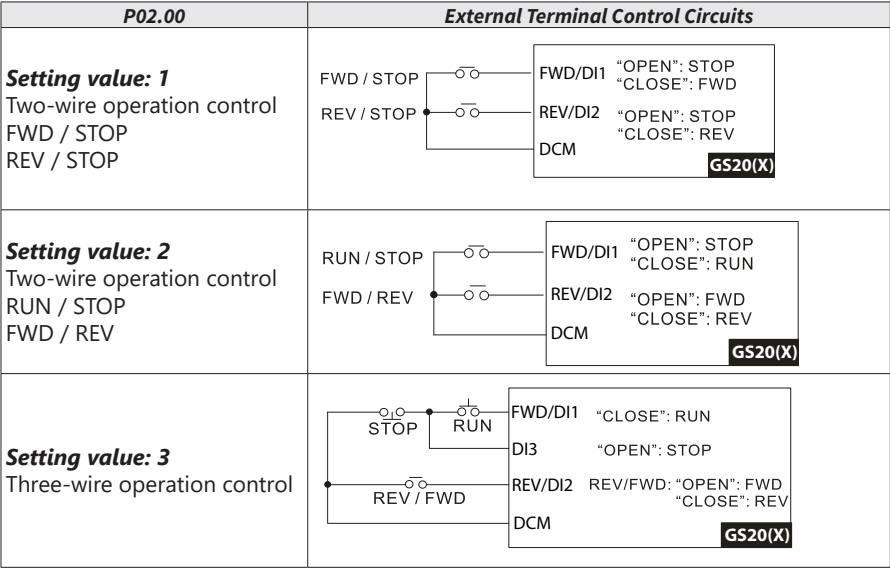 P02.00
External Terminal Control Circuits
Setting value: 1
Two-wire operation control
FWD / STOP
REV / STOP
FWD / STOP
REV / STOP
FWD/DI1
"OPEN": STOP
"CLOSE": FWD
REV/DI2
"OPEN": STOP
"CLOSE": REV
DCM
GS20(X)
Setting value: 2
Two-wire operation control
RUN / STOP
FWD / REV
RUN / STOP
FWD / REV
FWD/DI1
"OPEN": STOP
"CLOSE": RUN
REV/DI2
"OPEN": FWD
"CLOSE": REV
DCM
GS20(X)
Setting value: 3
Three-wire operation control
STOP
RUN
REV / FWD
FWD/DI1
"CLOSE": RUN
DI3
"OPEN": STOP
REV/DI2
REV/FWD: "OPEN": FWD
"CLOSE": REV
DCM
GS20(X)